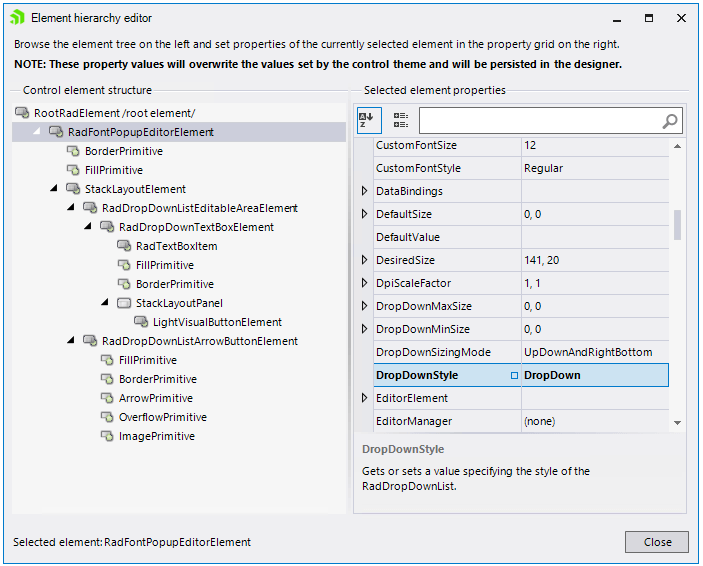 Element hierarchy editor
Browse the element tree on the left and set properties of the currently selected element in the property grid on the right.
NOTE: These property values will overwrite the values set by the control theme and will be persisted in the designer.
Control element structure
RootRadElement /root element/
RadFontPopupEditorElement
BorderPrimitive
FillPrimitive
StackLayoutElement
RadDropDownListEditableAreaElement
RadDropDownTextBoxElement
RadTextBoxItem
FillPrimitive
BorderPrimitive
StackLayoutPanel
LightVisualButtonElement
RadDropDownListArrowButtonElement
FillPrimitive
BorderPrimitive
ArrowPrimitive
OverflowPrimitive
ImagePrimitive
Selected element properties
A
Z
CustomFontSize 12
CustomFontStyle Regular
DataBindings
DefaultSize 0, 0
DefaultValue
DesiredSize 141, 20
DpiScaleFactor 1, 1
DropDownMaxSize 0, 0
DropDownMinSize 0, 0
DropDownSizingMode UpDownAndRightBottom
DropDownStyle DropDown
EditorElement
EditorManager (none)
DropDownStyle
Gets or sets a value specifying the style of the
RadDropDownList.
Selected element: RadFontPopupEditorElement
Close